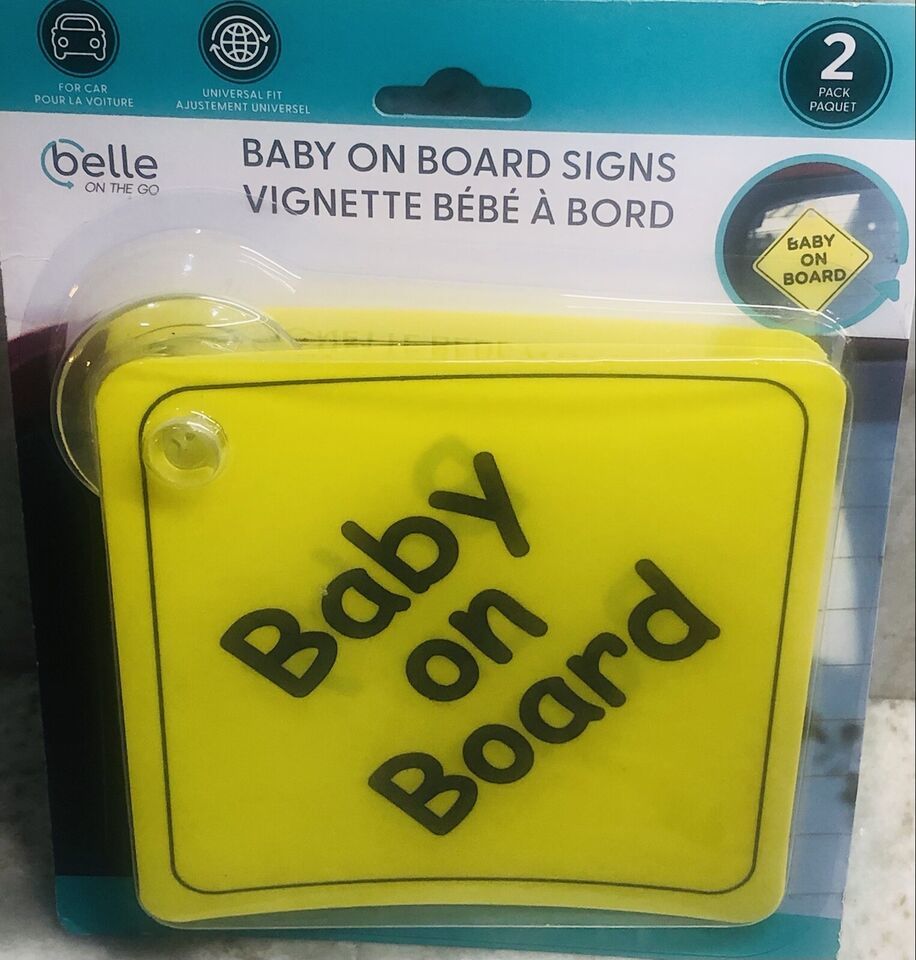 FOR CAR
POUR LA VOITURE
UNIVERSAL FIT
AJUSTEMENT UNIVERSEL
2
PACK
PAQUET
belle
ON THE GO
BABY ON BOARD SIGNS
VIGNETTE BÉBÉ À BORD
BABY
ON
BOARD
Baby
on
Board